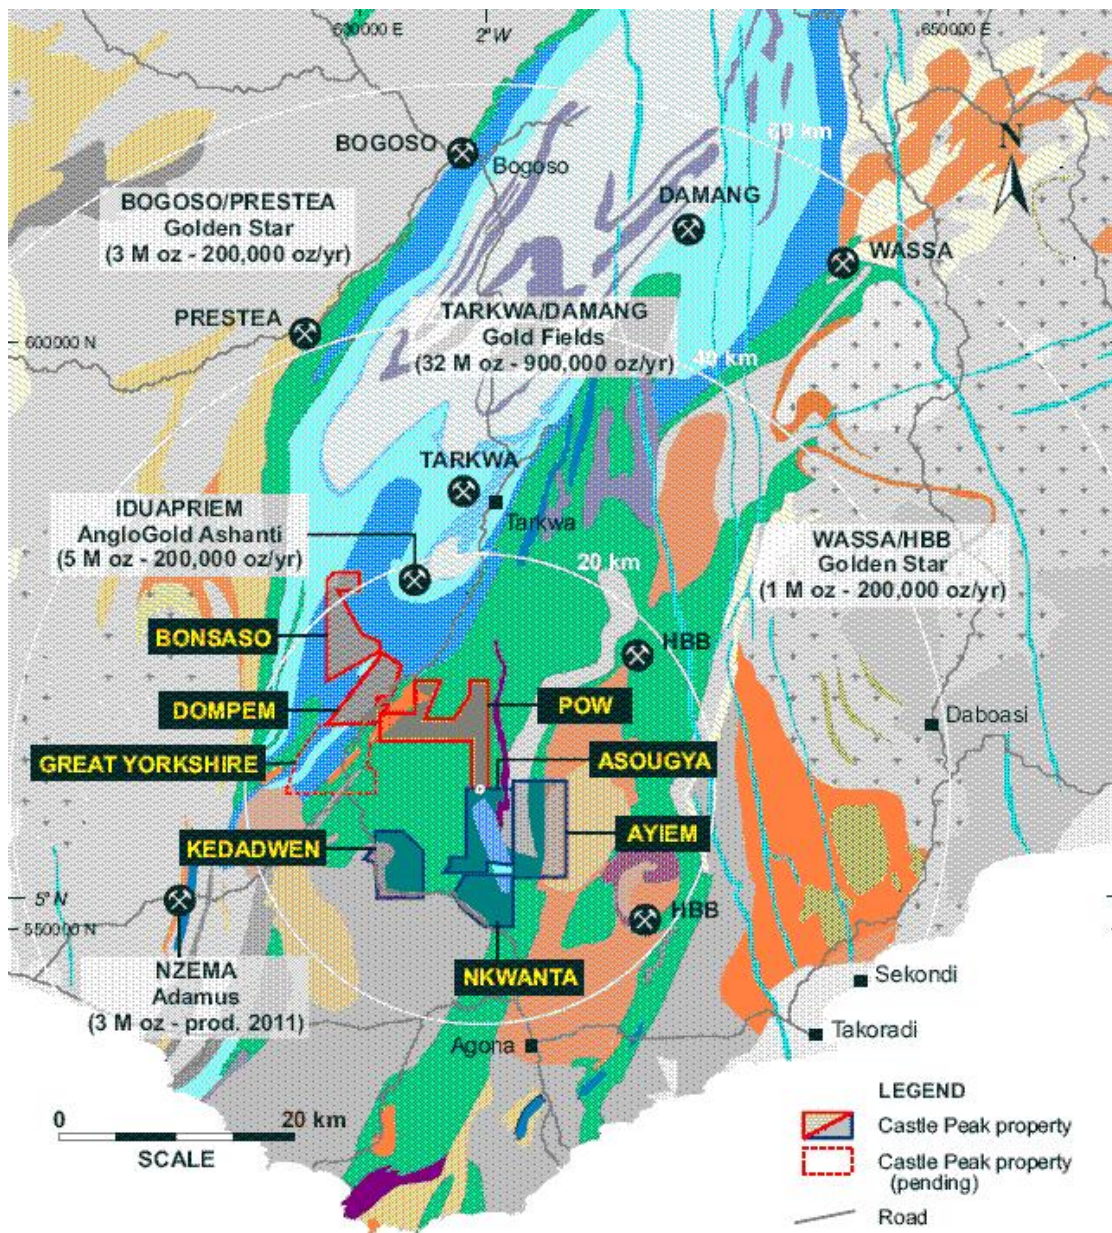 600000 E
2° W
650000 E
80 km
N
BOGOSO
Bogoso
DAMANG
BOGOSO/PRESTEA
Golden Star
(3 M oz - 200,000 oz/yr)
WASSA
PRESTEA
600000 N
TARKWA/DAMANG
Gold Fields
(32 M oz - 900,000 oz/yr)
40 km
TARKWA
Tarkwa
IDUAPRIEM
AngloGold Ashanti
(5 M oz - 200,000 oz/yr)
WASSA/HBB
Golden Star
(1 M oz - 200,000 oz/yr)
20 km
BONSASO
HBB
DOMPEM
POW
Daboasi
GREAT YORKSHIRE
ASOUGYA
KEDADWEN
AYIEM
5° N
550000 N
HBB
NZEMA
Adamus
(3 M oz - prod. 2011)
NKWANTA
Sekondi
Takoradi
Agona
0
20 km
SCALE
LEGEND
Castle Peak property
Castle Peak property
(pending)
Road